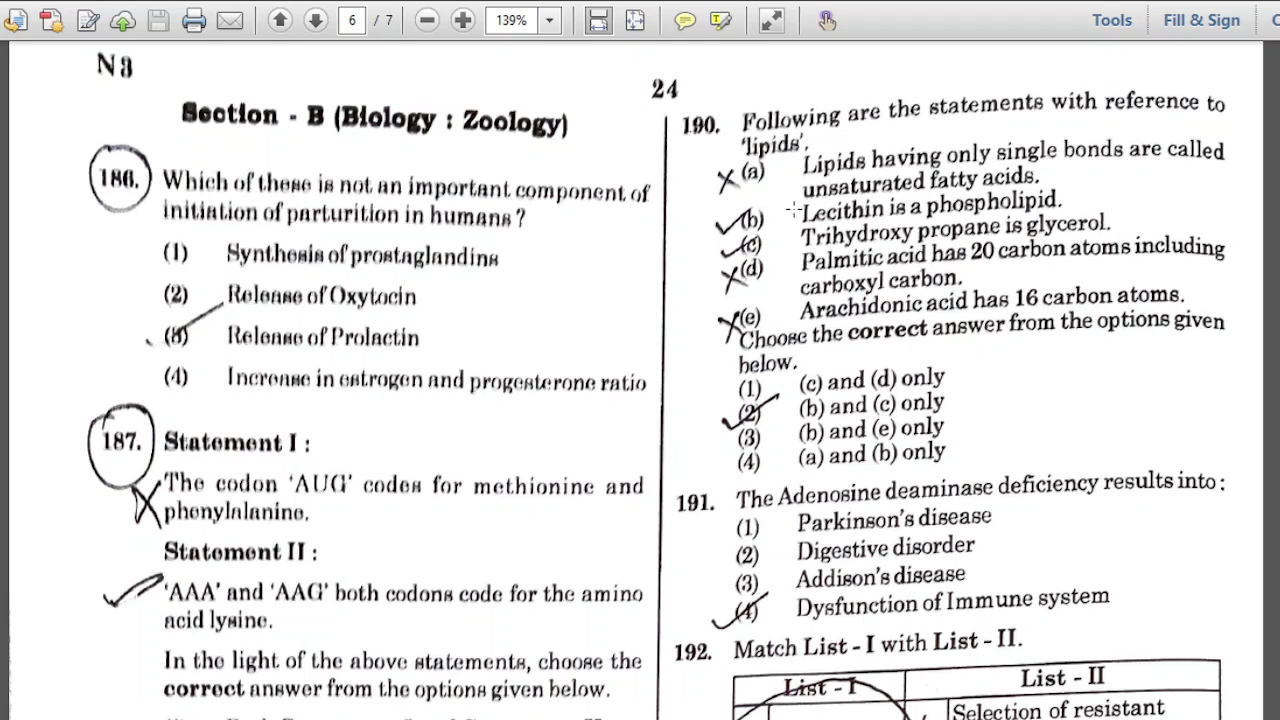 6 / 7
139%
Tools
Fill & Sign
N3
24
Section - B (Biology : Zoology)
186. Which of these is not an important component of
initiation of parturition in humans ?
(1) Synthesis of prostaglandins
(2) Release of Oxytocin
(3) Release of Prolactin
(4) Increase in estrogen and progesterone ratio
187. Statement I :
The codon 'AUG' codes for methionine and
phenylalanine.
Statement II :
'AAA' and 'AAG' both codons code for the amino
acid lysine.
In the light of the above statements, choose the
correct answer from the options given below.
190. Following are the statements with reference to
'lipids'.
(a) Lipids having only single bonds are called
unsaturated fatty acids.
(b) Lecithin is a phospholipid.
(c) Trihydroxy propane is glycerol.
(d) Palmitic acid has 20 carbon atoms including
carboxyl carbon.
(e) Arachidonic acid has 16 carbon atoms.
Choose the correct answer from the options given
below.
(1) (c) and (d) only
(2) (b) and (c) only
(3) (b) and (e) only
(4) (a) and (b) only
191. The Adenosine deaminase deficiency results into :
(1) Parkinson's disease
(2) Digestive disorder
(3) Addison's disease
(4) Dysfunction of Immune system
192. Match List - I with List - II.
List - I List - II
Selection of resistant